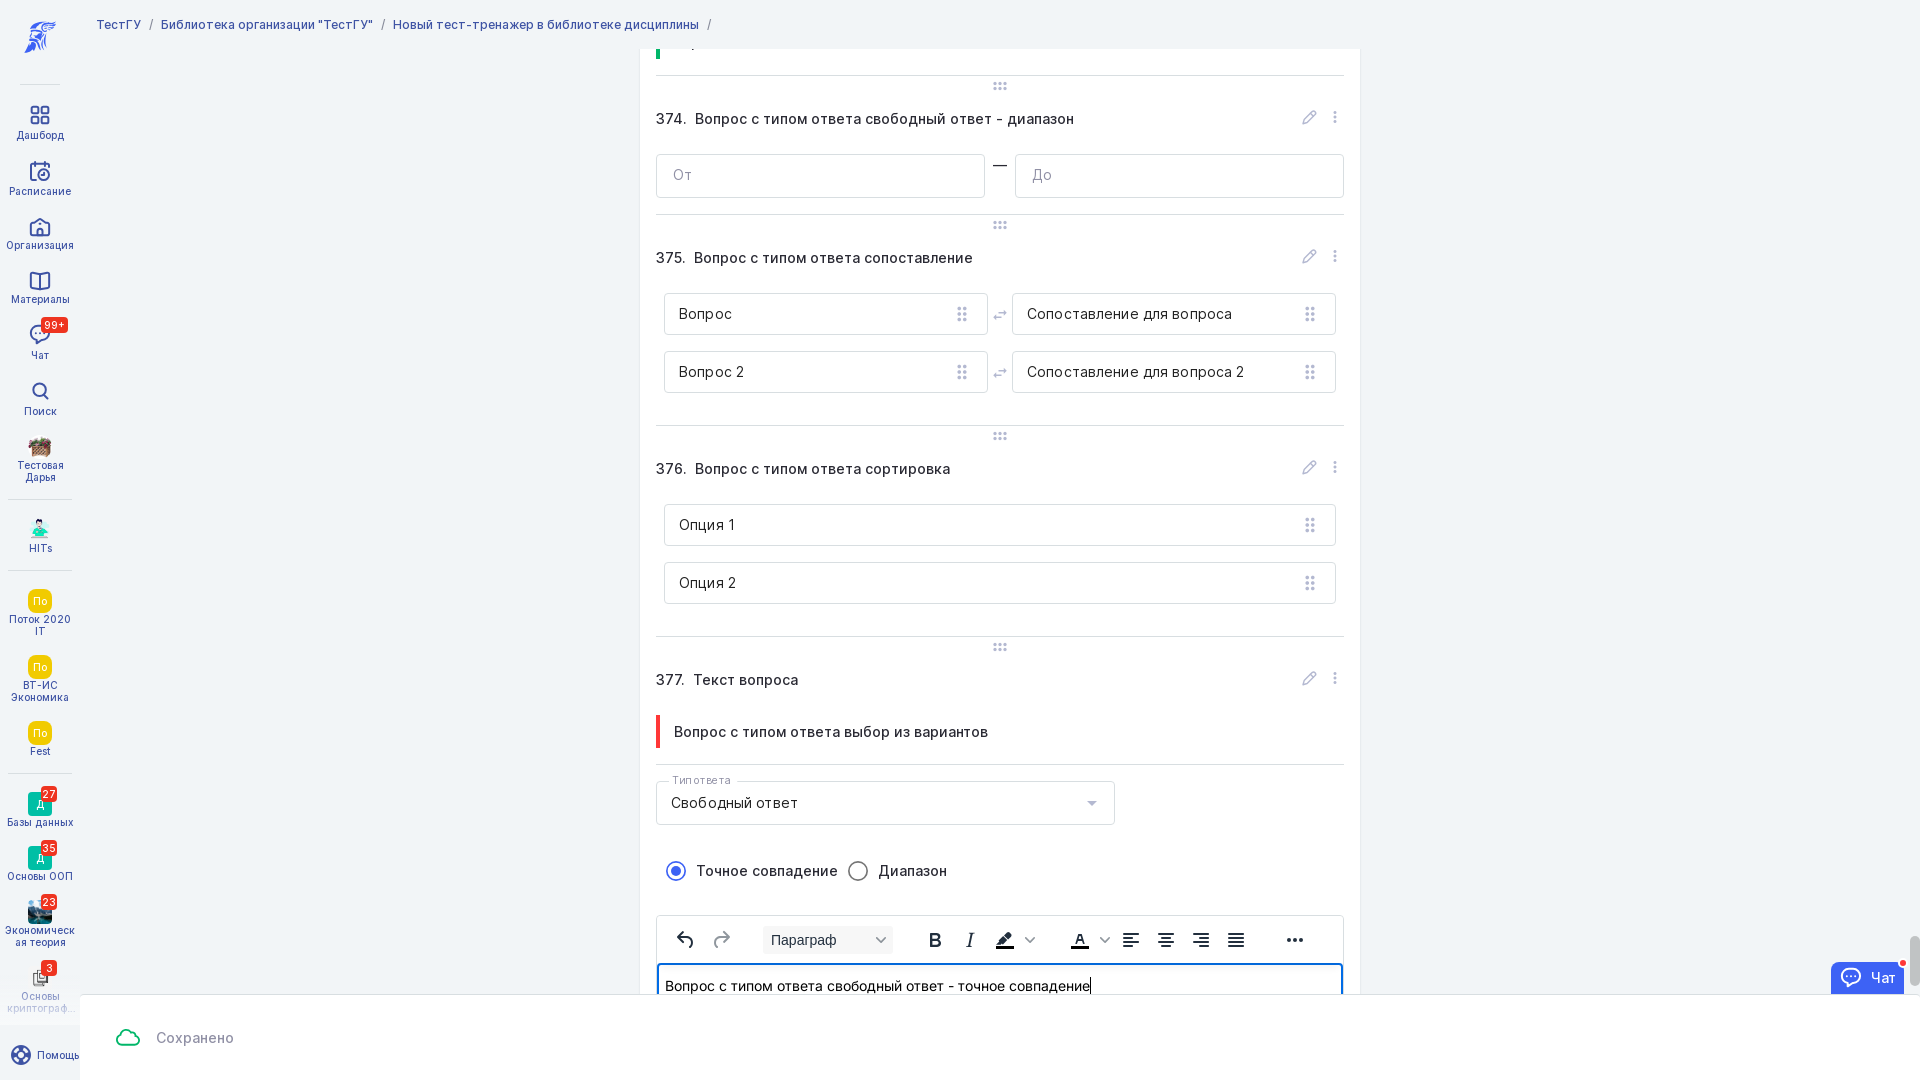 ТестГУ / Библиотека организации "ТестГУ" / Новый тест-тренажер в библиотеке дисциплины /
Дашборд
Расписание
Организация
Материалы
99+
Чат
Поиск
Тестовая
Дарья
HITs
По
Поток 2020
IT
По
ВТ-ИС
Экономика
По
Fest
27
Д
Базы данных
35
Д
Основы ООП
23
Экономическ
ая теория
3
Основы
криптограф...
Помощь
374. Вопрос с типом ответа свободный ответ - диапазон
От — До
375. Вопрос с типом ответа сопоставление
Вопрос Сопоставление для вопроса
Вопрос 2 Сопоставление для вопроса 2
376. Вопрос с типом ответа сортировка
Опция 1
Опция 2
377. Текст вопроса
Вопрос с типом ответа выбор из вариантов
Тип ответа
Свободный ответ
Точное совпадение Диапазон
Параграф
Вопрос с типом ответа свободный ответ - точное совпадение
Чат
Сохранено